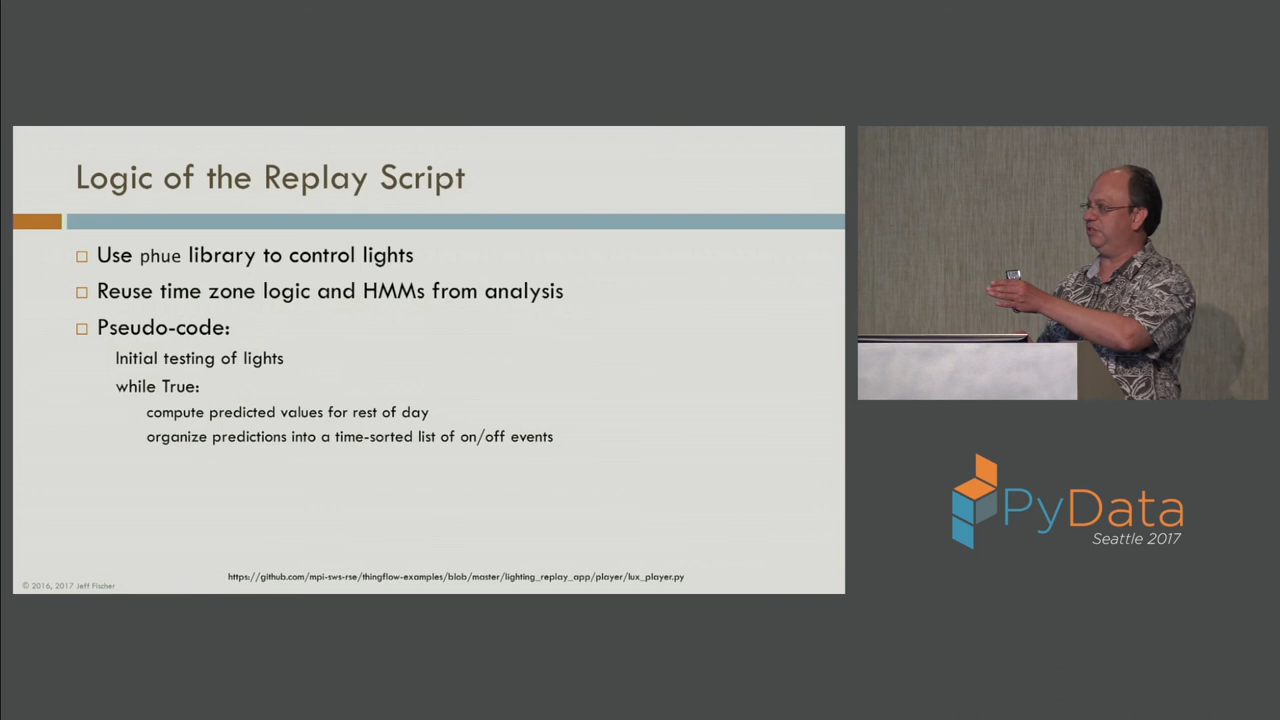 Logic of the Replay Script
Use phue library to control lights
Reuse time zone logic and HMMs from analysis
Pseudo-code:
Initial testing of lights
while True:
compute predicted values for rest of day
organize predictions into a time-sorted list of on/off events
https://github.com/mpi-sws-rse/thingflow-examples/blob/master/lighting_replay_app/player/lux_player.py
© 2016, 2017 Jeff Fischer
PyData
Seattle 2017